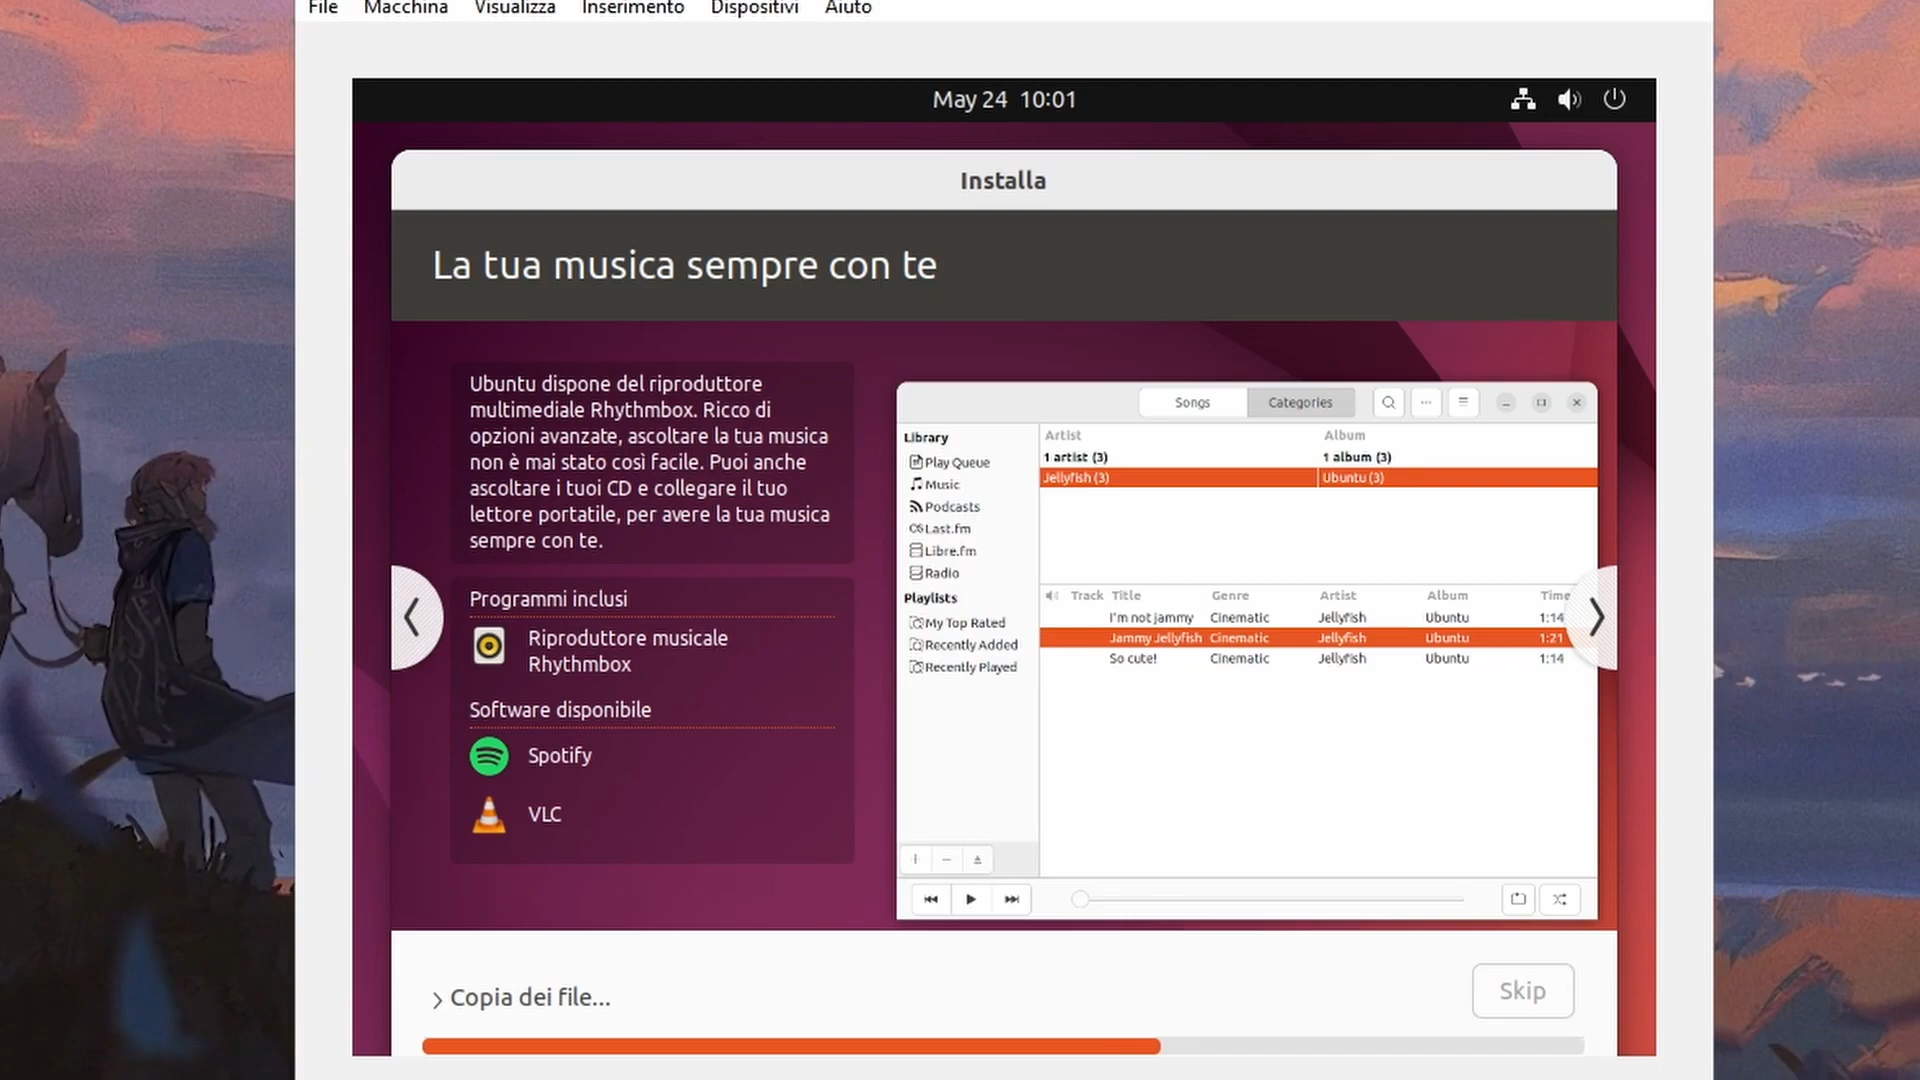 File Macchina Visualizza Inserimento Dispositivi Aiuto
May 24 10:01
Installa
La tua musica sempre con te
Ubuntu dispone del riproduttore
multimediale Rhythmbox. Ricco di
opzioni avanzate, ascoltare la tua musica
non è mai stato così facile. Puoi anche
ascoltare i tuoi CD e collegare il tuo
lettore portatile, per avere la tua musica
sempre con te.
Programmi inclusi
Riproduttore musicale
Rhythmbox
Software disponibile
Spotify
VLC
Songs Categories
Library
Play Queue
Music
Podcasts
Last.fm
Libre.fm
Radio
Playlists
My Top Rated
Recently Added
Recently Played
Artist Album
1 artist (3) 1 album (3)
Jellyfish (3) Ubuntu (3)
Track Title Genre Artist Album Time
I'm not jammy Cinematic Jellyfish Ubuntu 1:14
Jammy Jellyfish Cinematic Jellyfish Ubuntu 1:21
So cute! Cinematic Jellyfish Ubuntu 1:14
Copia dei file...
Skip